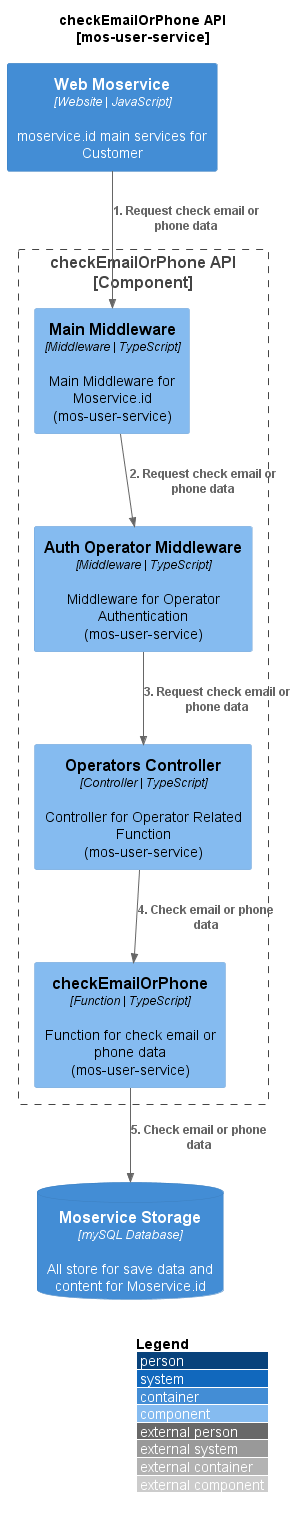 checkEmailOrPhone API
[mos-user-service]
Web Moservice
[Website | JavaScript]
moservice.id main services for
Customer
1. Request check email or
phone data
checkEmailOrPhone API
[Component]
Main Middleware
[Middleware | TypeScript]
Main Middleware for
Moservice.id
(mos-user-service)
2. Request check email or
phone data
Auth Operator Middleware
[Middleware | TypeScript]
Middleware for Operator
Authentication
(mos-user-service)
3. Request check email or
phone data
Operators Controller
[Controller | TypeScript]
Controller for Operator Related
Function
(mos-user-service)
4. Check email or phone
data
checkEmailOrPhone
[Function | TypeScript]
Function for check email or
phone data
(mos-user-service)
5. Check email or phone
data
Moservice Storage
[mySQL Database]
All store for save data and
content for Moservice.id
Legend
person
system
container
component
external person
external system
external container
external component